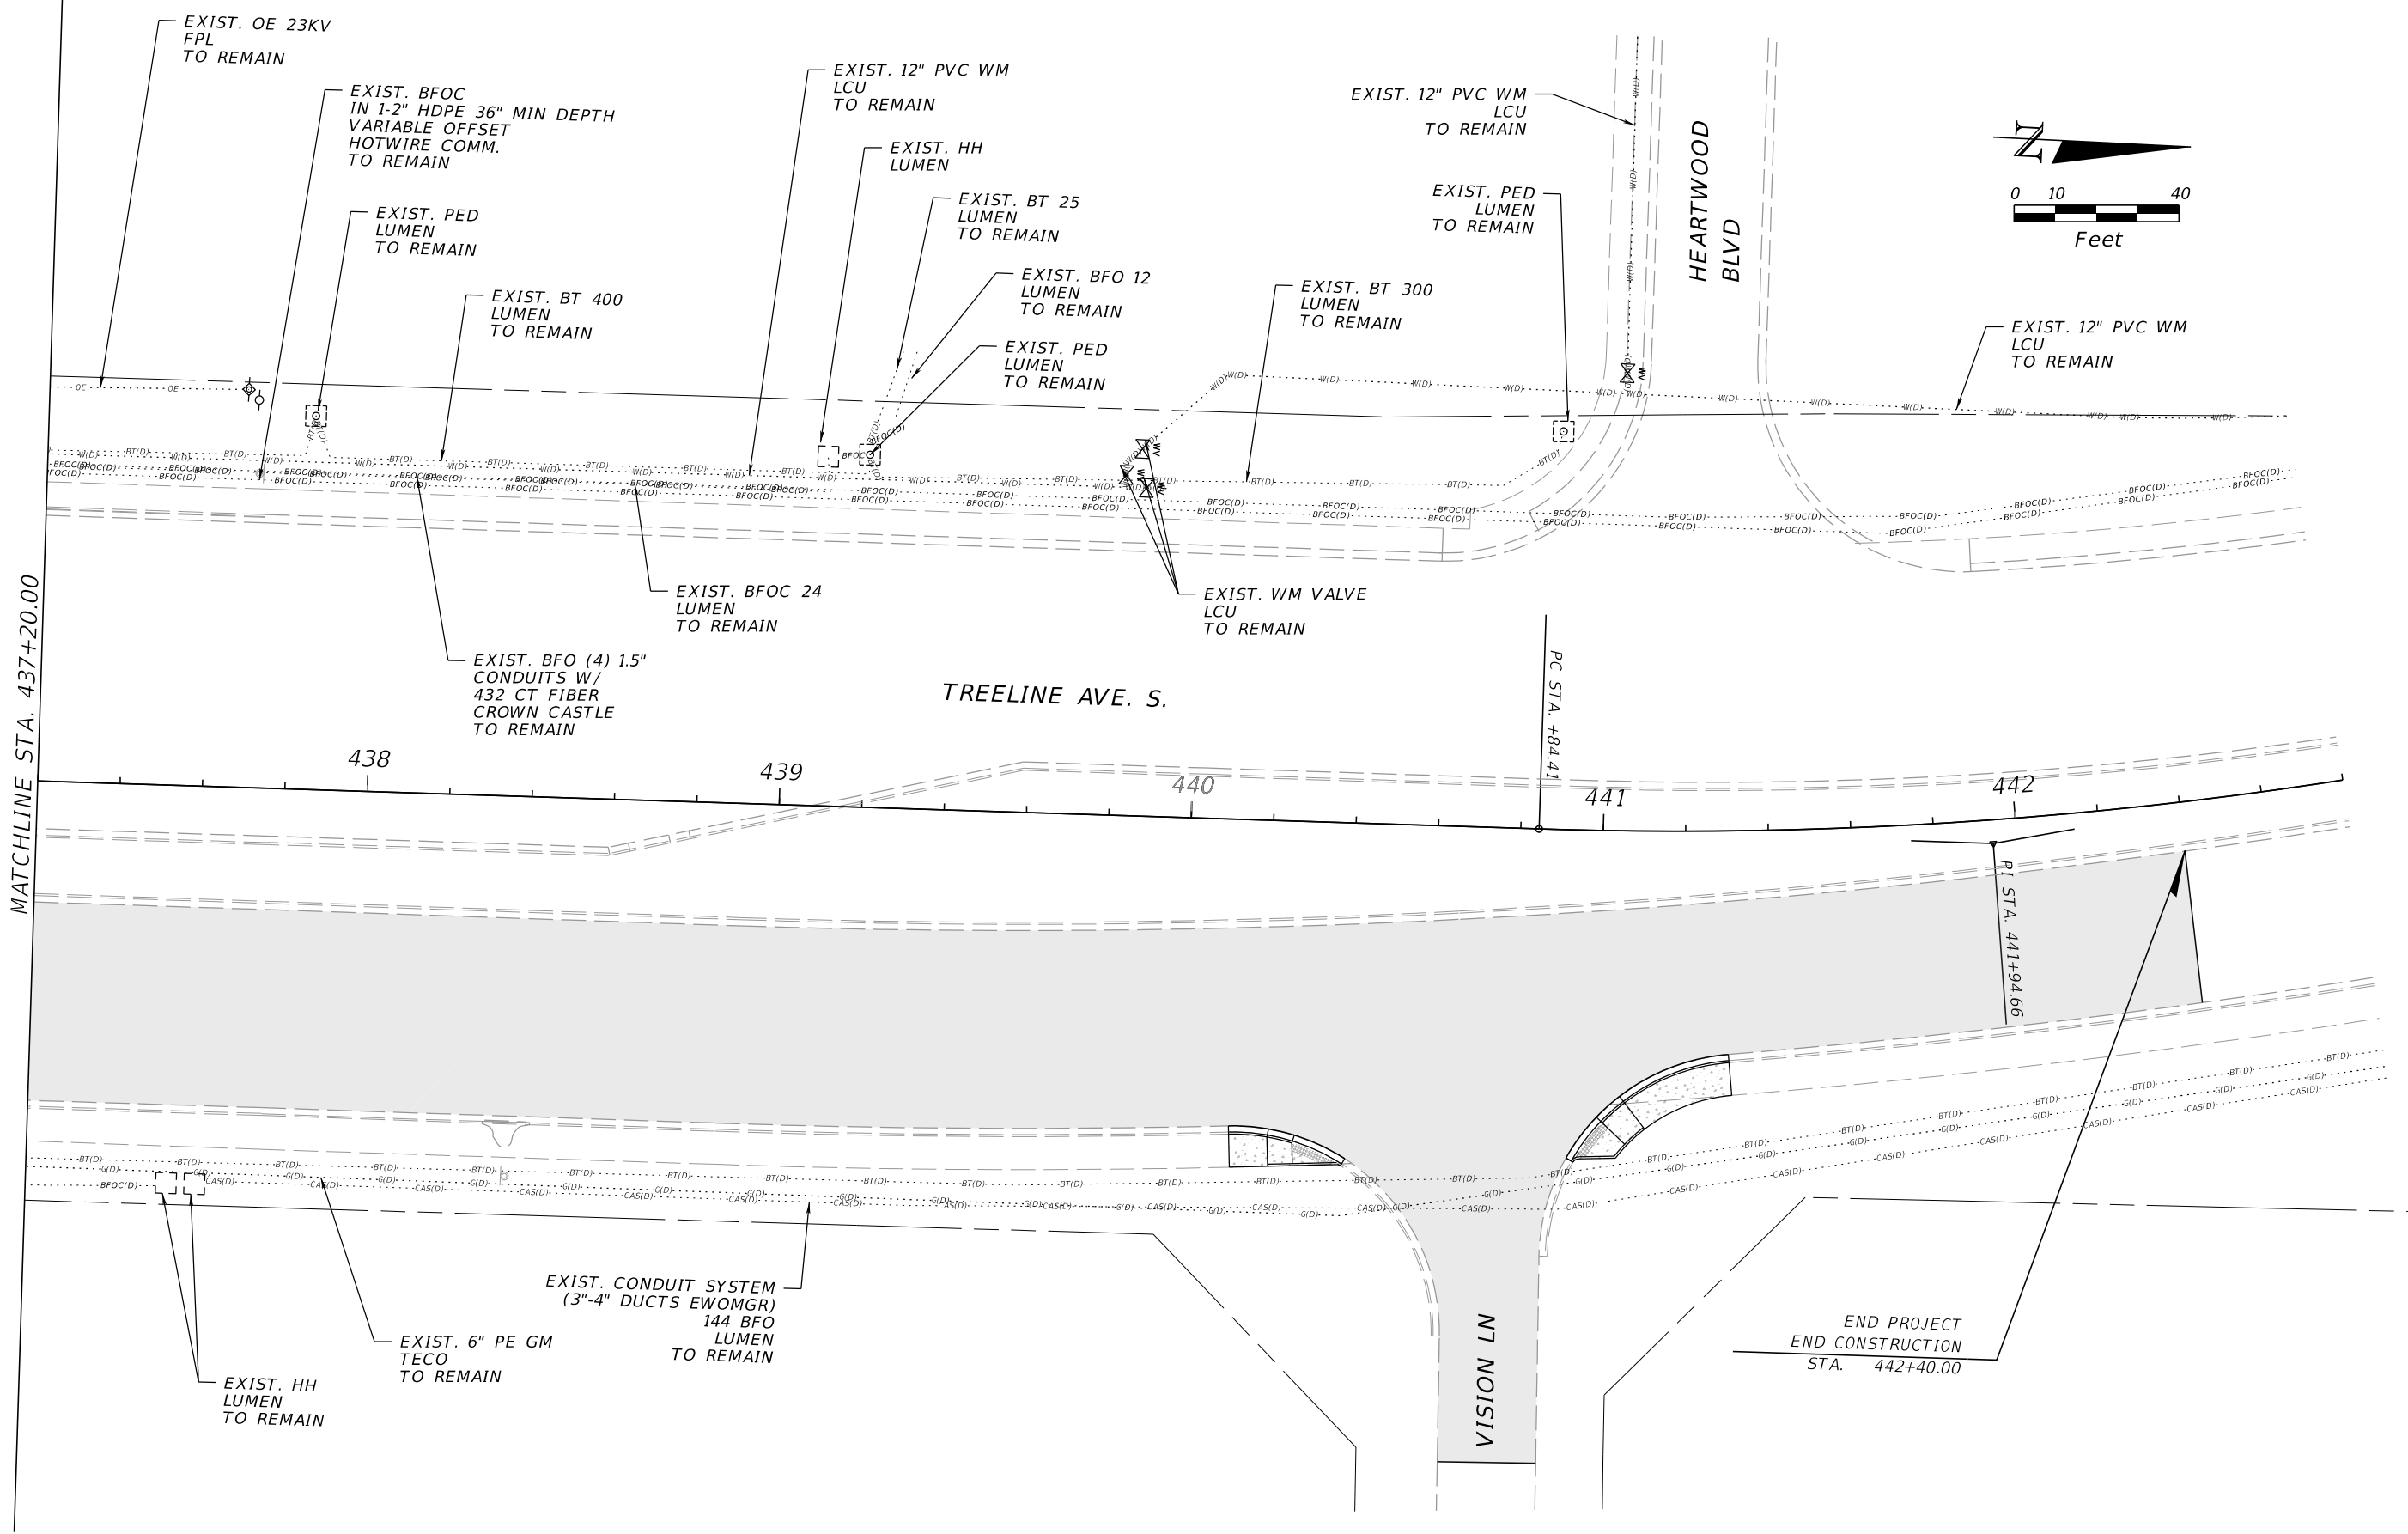 EXIST. OE 23KV
FPL
TO REMAIN
EXIST. BFOC
IN 1-2" HDPE 36" MIN DEPTH
VARIABLE OFFSET
HOTWIRE COMM.
TO REMAIN
EXIST. PED
LUMEN
TO REMAIN
EXIST. BT 400
LUMEN
TO REMAIN
EXIST. 12" PVC WM
LCU
TO REMAIN
EXIST. HH
LUMEN
EXIST. BT 25
LUMEN
TO REMAIN
EXIST. BFO 12
LUMEN
TO REMAIN
EXIST. PED
LUMEN
TO REMAIN
EXIST. BT 300
LUMEN
TO REMAIN
EXIST. 12" PVC WM
LCU
TO REMAIN
EXIST. PED
LUMEN
TO REMAIN
HEARTWOOD
BLVD
N
0 10 40
Feet
EXIST. 12" PVC WM
LCU
TO REMAIN
EXIST. BFOC 24
LUMEN
TO REMAIN
EXIST. WM VALVE
LCU
TO REMAIN
EXIST. BFO (4) 1.5"
CONDUITS W/
432 CT FIBER
CROWN CASTLE
TO REMAIN
TREELINE AVE. S.
MATCHLINE STA. 437+20.00
PC STA. +84.41
438
439
440
441
442
PI STA. 441+94.66
EXIST. CONDUIT SYSTEM
(3"-4" DUCTS EWOMGR)
144 BFO
LUMEN
TO REMAIN
EXIST. 6" PE GM
TECO
TO REMAIN
EXIST. HH
LUMEN
TO REMAIN
VISION LN
END PROJECT
END CONSTRUCTION
STA. 442+40.00